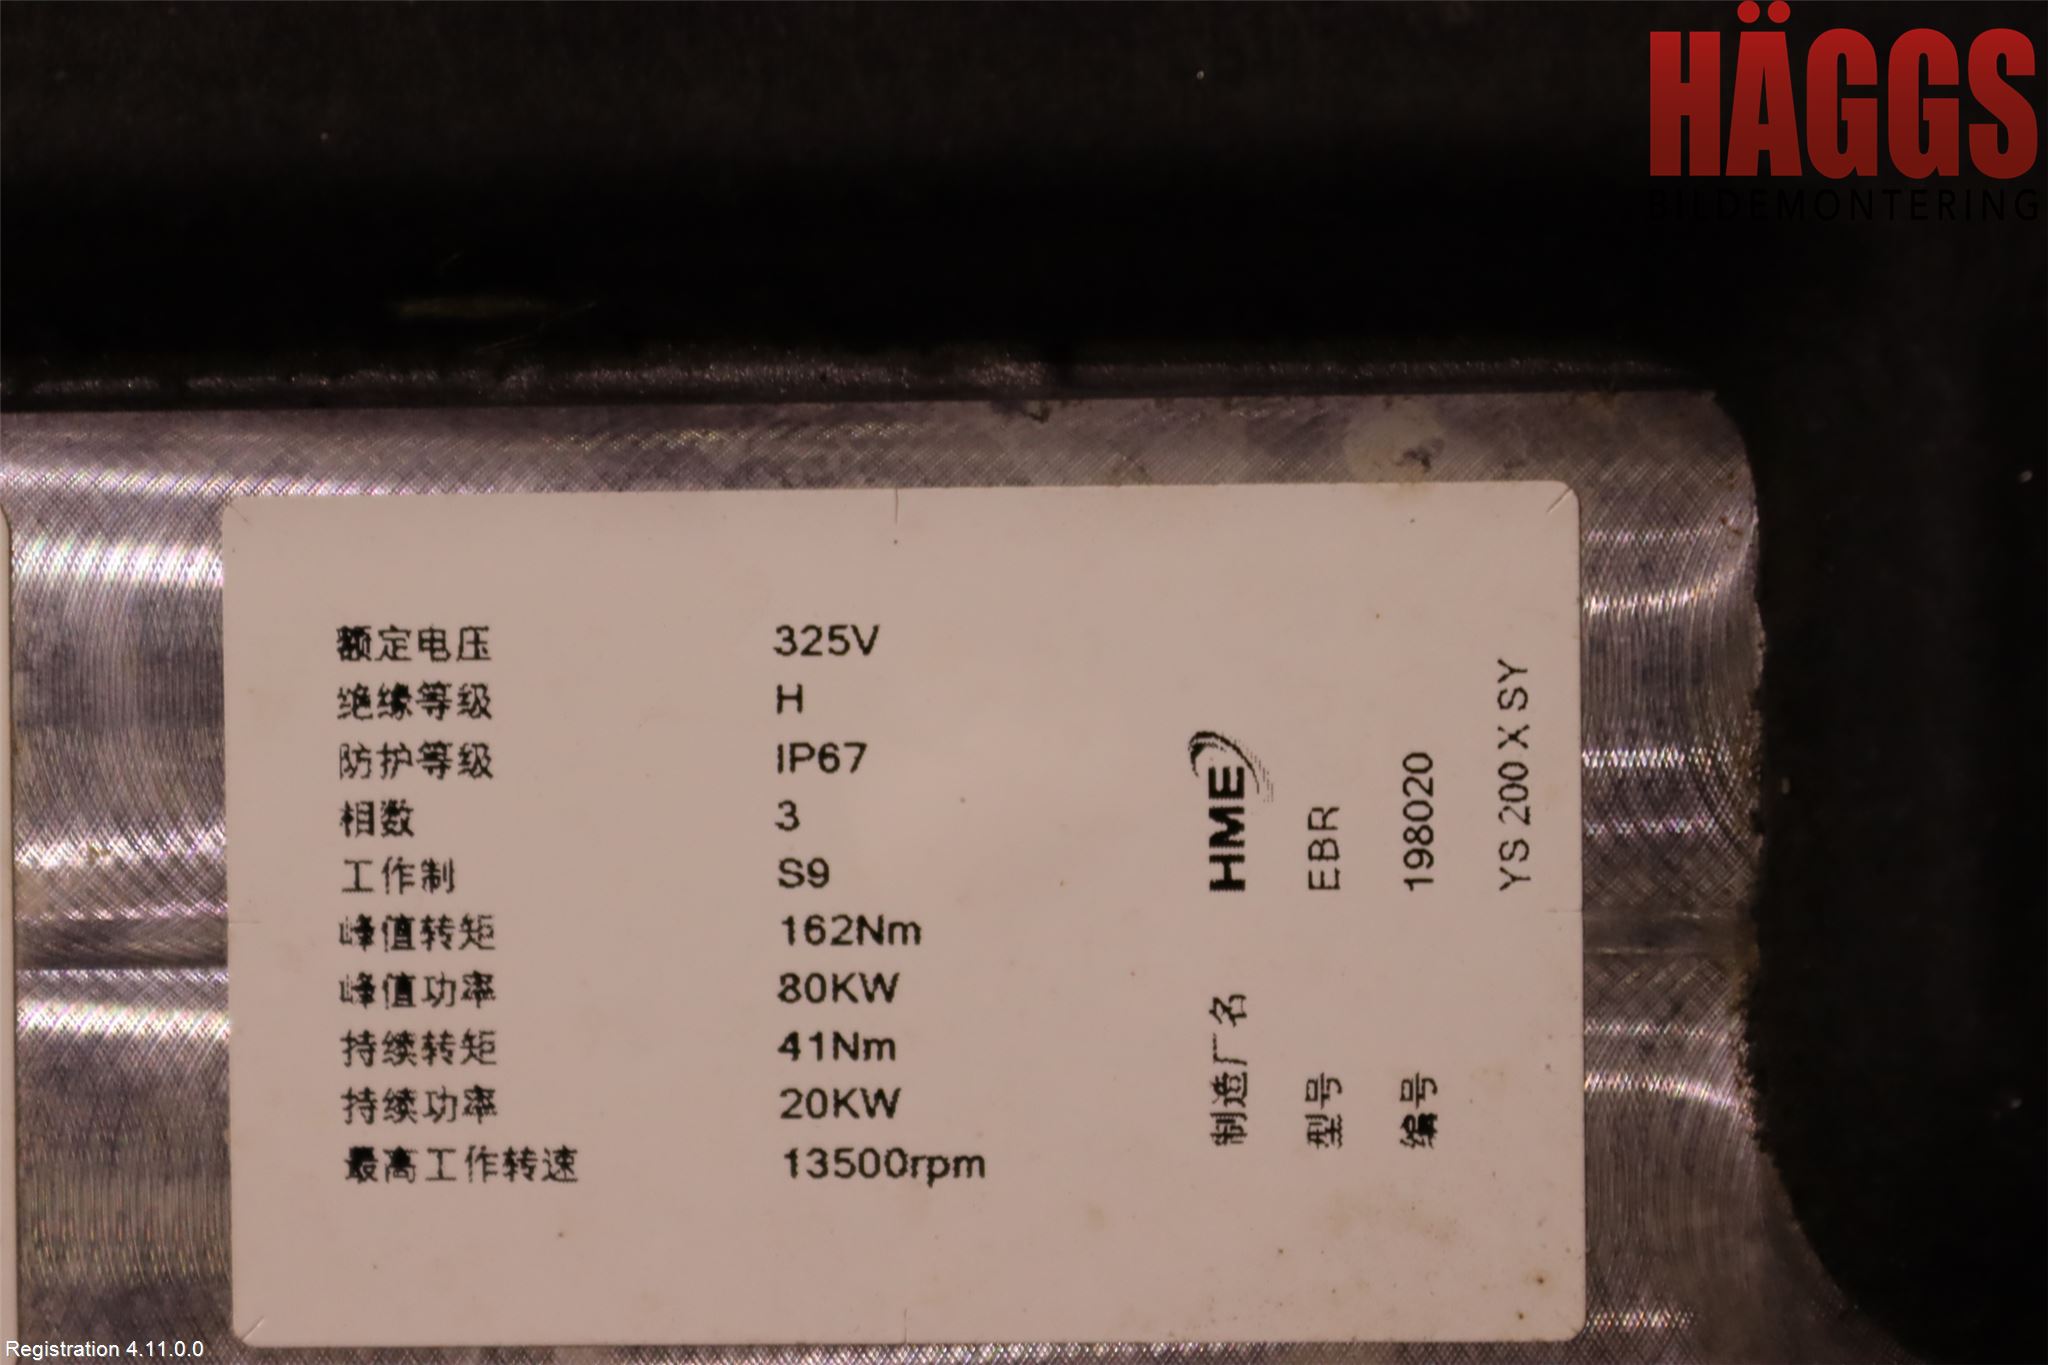 HÄGGS
BILDEMONTERING
额定电压 325V
绝缘等级 H
防护等级 IP67
相数 3
工作制 S9
峰值转矩 162Nm
峰值功率 80KW
持续转矩 41Nm
持续功率 20KW
最高工作转速 13500rpm
制造厂名 HME
型号 EBR
编号 198020
YS 200 X SY
Registration 4.11.0.0